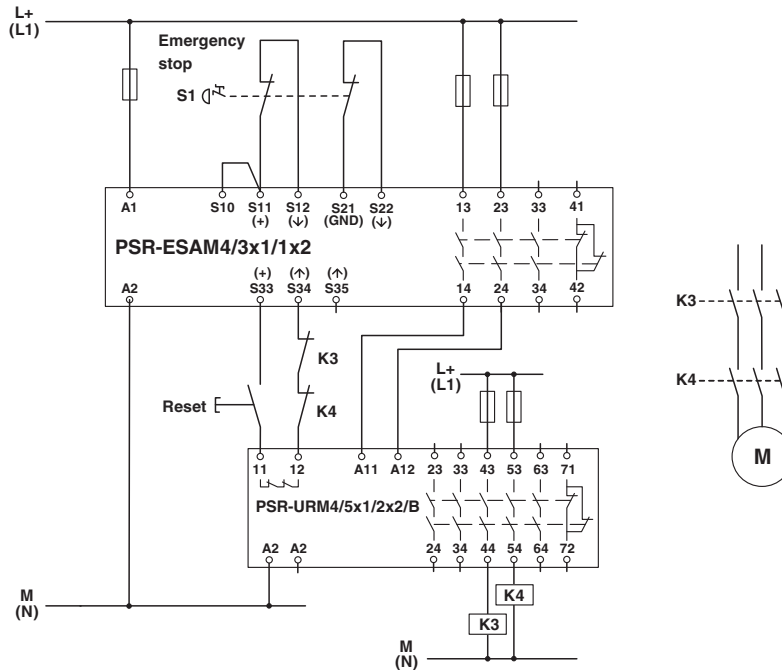 L+
(L1)
Emergency
stop
S1
A1 S10 S11 S12 S21 S22 13 23 33 41
(+) (↓) (GND) (↓)
PSR-ESAM4/3x1/1x2
(+) (↑) (↑)
A2 S33 S34 S35 14 24 34 42
K3
K4
Reset
L+
(L1)
11 12 A11 A12 23 33 43 53 63 71
PSR-URM4/5x1/2x2/B
A2 A2 24 34 44 54 64 72
M
(N)
K4
K3
M
(N)
K3
K4
M